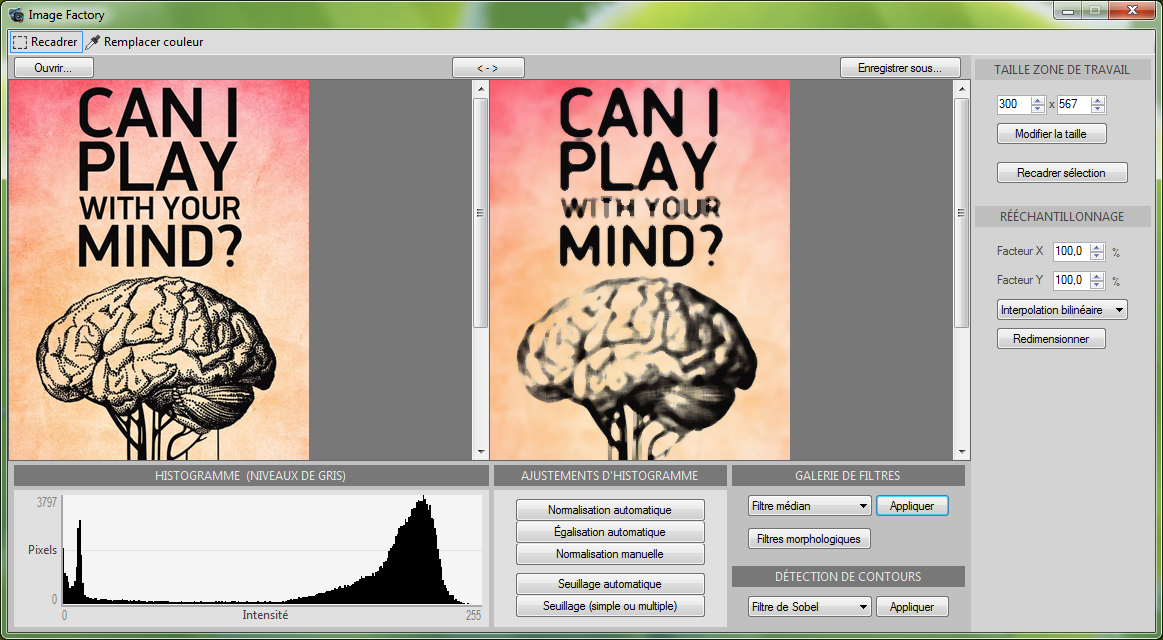 Image Factory
Recadrer Remplacer couleur
Ouvrir... < - > Enregistrer sous...
CAN I
PLAY
WITH YOUR
MIND?
CAN I
PLAY
WITH YOUR
MIND?
TAILLE ZONE DE TRAVAIL
300 x 567
Modifier la taille
Recadrer sélection
RÉÉCHANTILLONNAGE
Facteur X 100,0 %
Facteur Y 100,0 %
Interpolation bilinéaire
Redimensionner
HISTOGRAMME (NIVEAUX DE GRIS)
3797
Pixels
0
0 Intensité 255
AJUSTEMENTS D'HISTOGRAMME
Normalisation automatique
Égalisation automatique
Normalisation manuelle
Seuillage automatique
Seuillage (simple ou multiple)
GALERIE DE FILTRES
Filtre médian Appliquer
Filtres morphologiques
DÉTECTION DE CONTOURS
Filtre de Sobel Appliquer